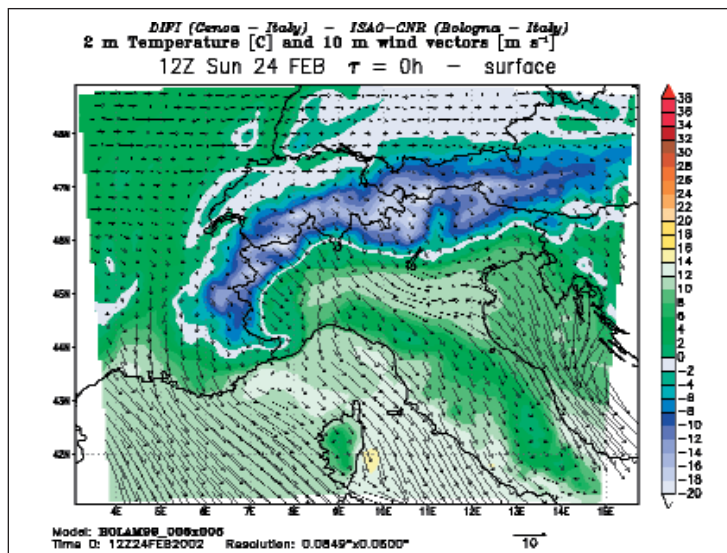 DIFI (Genoa - Italy) - ISAO-CNR (Bologna - Italy)
2 m Temperature [C] and 10 m wind vectors [m s⁻¹]
12Z Sun 24 FEB τ = 0h - surface
48N
47N
46N
45N
44N
43N
42N
4E 5E 6E 7E 8E 9E 10E 11E 12E 13E 14E 15E
38
36
34
32
30
28
26
24
22
20
18
16
14
12
10
8
6
4
2
0
-2
-4
-6
-8
-10
-12
-14
-16
-18
-20
Model: BOLAM99_006x006
Time 0: 12Z24FEB2002 Resolution: 0.0849°x0.0600°
10